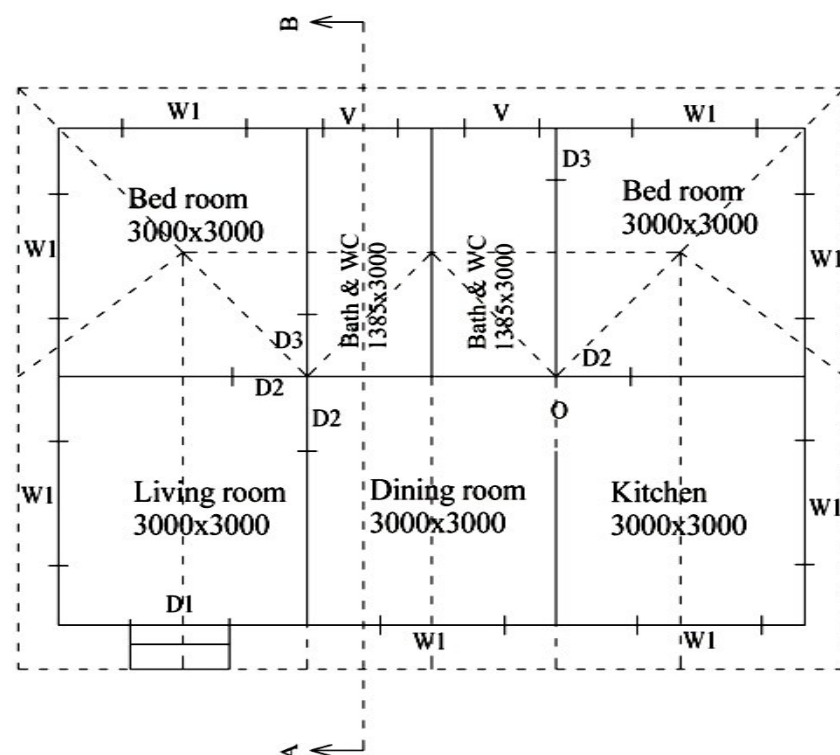 B
W1
V
V
W1
D3
Bed room
3000x3000
Bed room
3000x3000
W1
Bath & WC
1385x3000
Bath & WC
1385x3000
W1
D3
D2
D2
D2
O
W1
Living room
3000x3000
Dining room
3000x3000
Kitchen
3000x3000
W1
D1
W1
W1
A